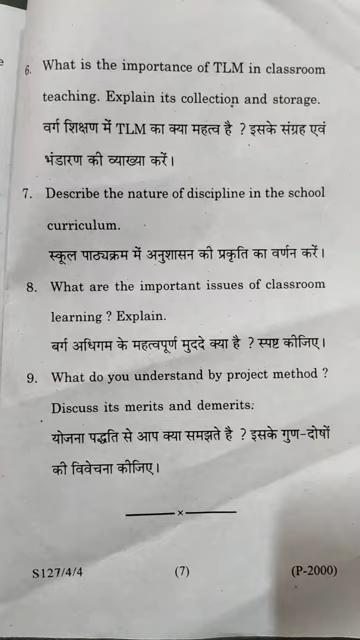 6. What is the importance of TLM in classroom
teaching. Explain its collection and storage.
वर्ग शिक्षण में TLM का क्या महत्व है ? इसके संग्रह एवं
भंडारण की व्याख्या करें।
7. Describe the nature of discipline in the school
curriculum.
स्कूल पाठ्यक्रम में अनुशासन की प्रकृति का वर्णन करें।
8. What are the important issues of classroom
learning ? Explain.
वर्ग अधिगम के महत्वपूर्ण मुददे क्या है ? स्पष्ट कीजिए।
9. What do you understand by project method ?
Discuss its merits and demerits.
योजना पद्धति से आप क्या समझते है ? इसके गुण-दोषों
की विवेचना कीजिए।
x
S127/4/4 (7) (P-2000)